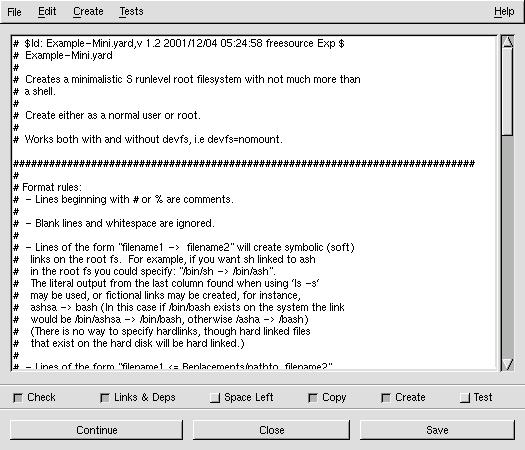 File Edit Create Tests Help
# $Id: Example-Mini.yard,v 1.2 2001/12/04 05:24:58 freesource Exp $
# Example-Mini.yard
#
# Creates a minimalistic S runlevel root filesystem with not much more than
# a shell.
#
# Create either as a normal user or root.
#
# Works both with and without devfs, i.e devfs=nomount.

##############################################################################
#
# Format rules:
# - Lines beginning with # or % are comments.
#
# - Blank lines and whitespace are ignored.
#
# - Lines of the form "filename1 -> filename2" will create symbolic (soft)
# links on the root fs. For example, if you want sh linked to ash
# in the root fs you could specify: "/bin/sh -> /bin/ash".
# The literal output from the last column found when using 'ls -s'
# may be used, or fictional links may be created, for instance,
# ashsa -> bash (In this case if /bin/bash exists on the system the link
# would be /bin/ashsa -> /bin/bash, otherwise /asha -> /bash)
# (There is no way to specify hardlinks, though hard linked files
# that exist on the hard disk will be hard linked.)
#
# - Lines of the form "filename1 <= Replacements/pathto_filename2"
Check Links & Deps Space Left Copy Create Test
Continue Close Save